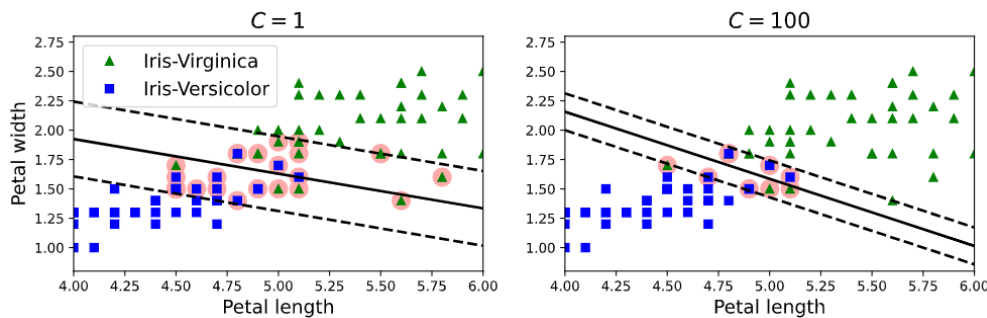 C = 1
Petal width
2.75
2.50
2.25
2.00
1.75
1.50
1.25
1.00
Iris-Virginica
Iris-Versicolor
4.00 4.25 4.50 4.75 5.00 5.25 5.50 5.75 6.00
Petal length
C = 100
2.75
2.50
2.25
2.00
1.75
1.50
1.25
1.00
4.00 4.25 4.50 4.75 5.00 5.25 5.50 5.75 6.00
Petal length